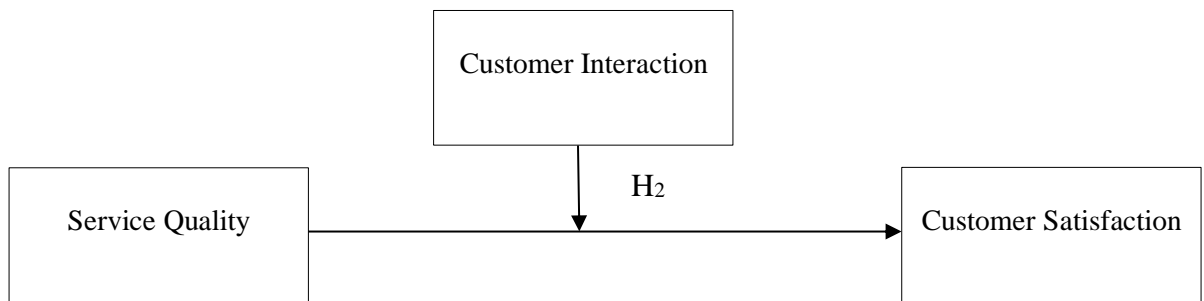 Customer Interaction
H2
Service Quality
Customer Satisfaction